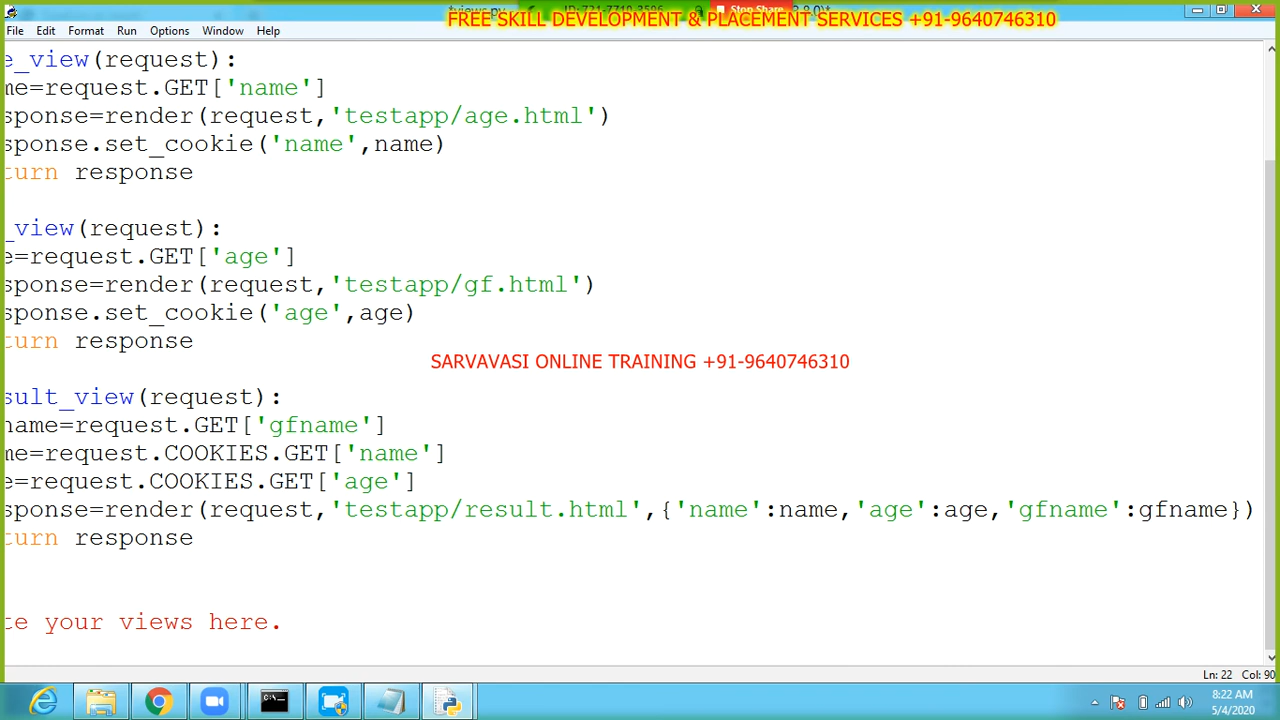 FREE SKILL DEVELOPMENT & PLACEMENT SERVICES +91-9640746310
File Edit Format Run Options Window Help
e_view(request):
me=request.GET['name']
sponse=render(request,'testapp/age.html')
sponse.set_cookie('name',name)
turn response
_view(request):
e=request.GET['age']
sponse=render(request,'testapp/gf.html')
sponse.set_cookie('age',age)
turn response
SARVAVASI ONLINE TRAINING +91-9640746310
sult_view(request):
name=request.GET['gfname']
me=request.COOKIES.GET['name']
e=request.COOKIES.GET['age']
sponse=render(request,'testapp/result.html',{'name':name,'age':age,'gfname':gfname})
turn response
te your views here.
Ln: 22 Col: 90
8:22 AM
5/4/2020